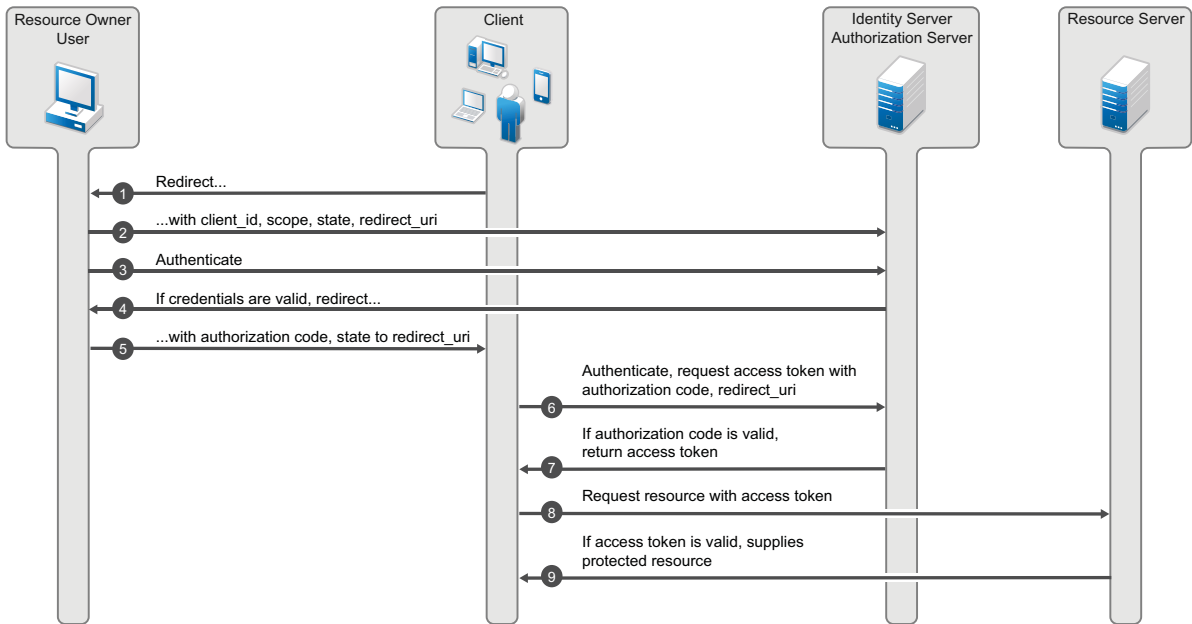 Resource Owner
User
Client
Identity Server
Authorization Server
Resource Server
Redirect...
1
...with client_id, scope, state, redirect_uri
2
Authenticate
3
If credentials are valid, redirect...
4
...with authorization code, state to redirect_uri
5
Authenticate, request access token with
authorization code, redirect_uri
6
If authorization code is valid,
return access token
7
Request resource with access token
8
If access token is valid, supplies
protected resource
9